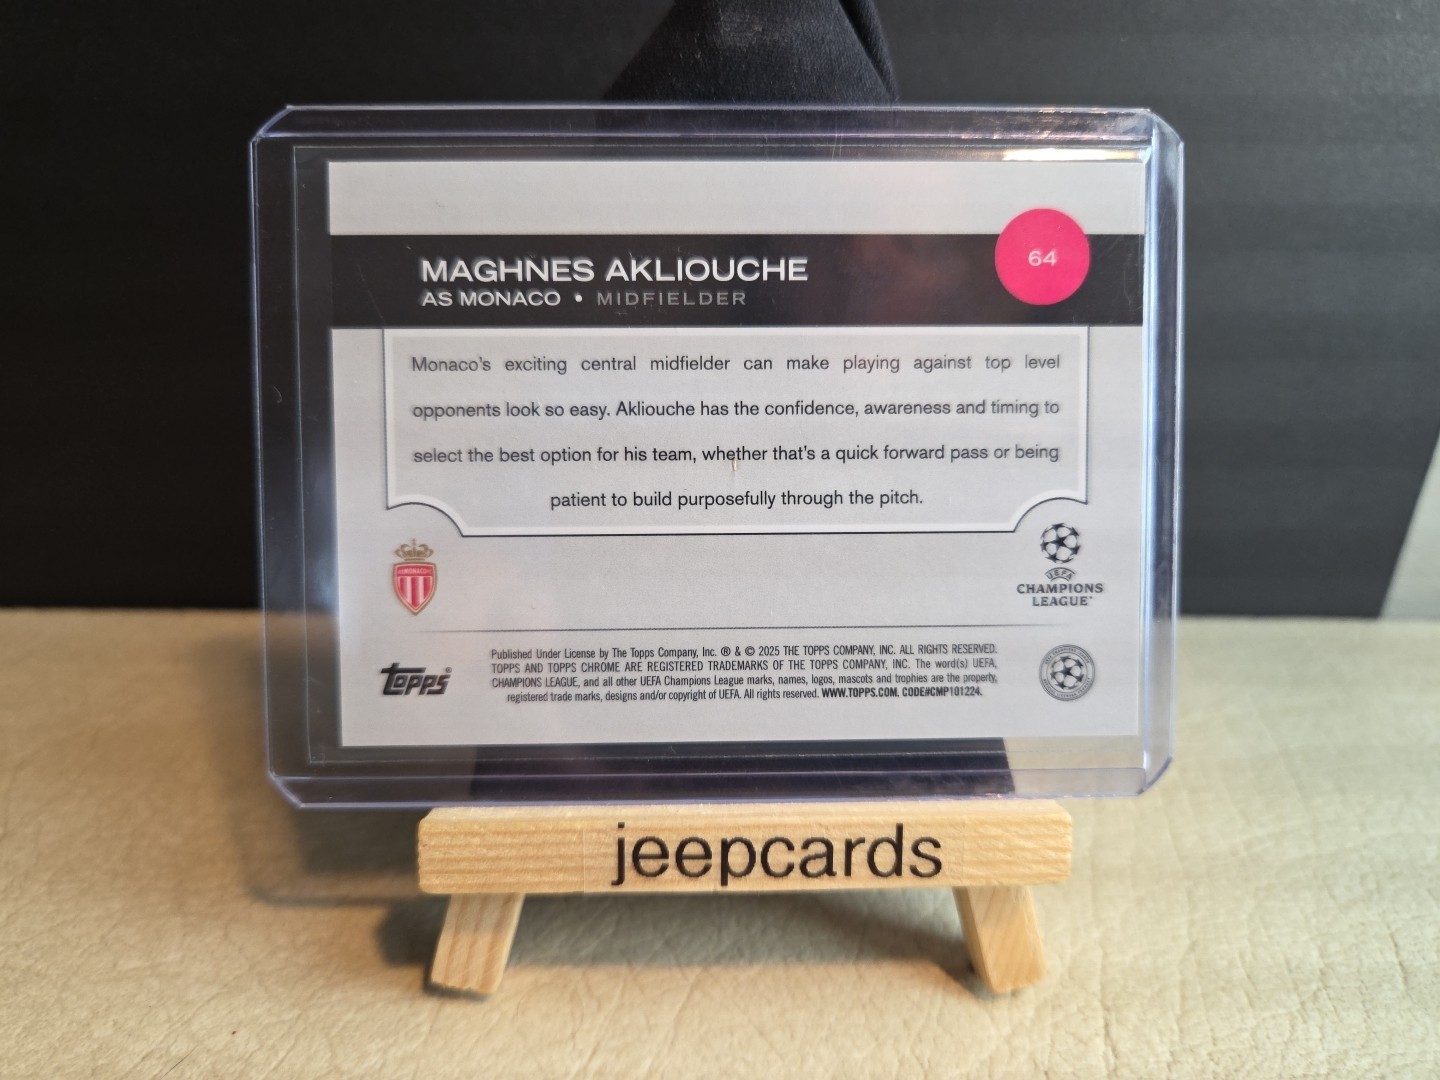 64
MAGHNES AKLIOUCHE
AS MONACO • MIDFIELDER
Monaco's exciting central midfielder can make playing against top level
opponents look so easy. Akliouche has the confidence, awareness and timing to
select the best option for his team, whether that's a quick forward pass or being
patient to build purposefully through the pitch.
UEFA
CHAMPIONS
LEAGUE
Published Under License by The Topps Company, Inc. ® & © 2025 THE TOPPS COMPANY, INC. ALL RIGHTS RESERVED.
TOPPS AND TOPPS CHROME ARE REGISTERED TRADEMARKS OF THE TOPPS COMPANY, INC. The word(s) UEFA,
CHAMPIONS LEAGUE, and all other UEFA Champions League marks, names, logos, mascots and trophies are the property,
registered trade marks, designs and/or copyright of UEFA. All rights reserved. WWW.TOPPS.COM. CODE#CMP101224.
Topps®
jeepcards